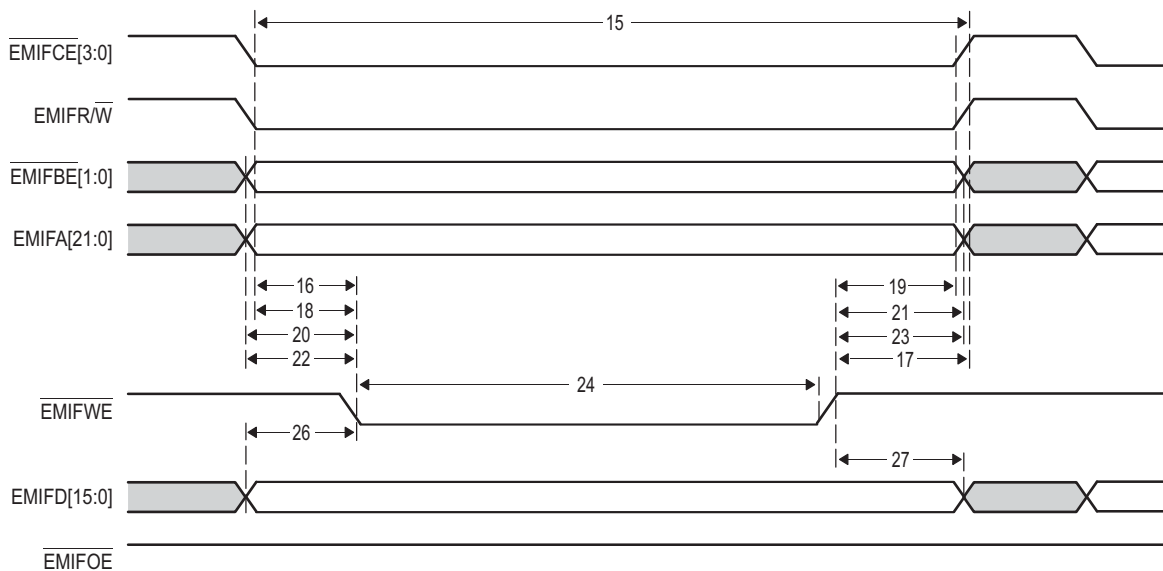 15
EMIFCE[3:0]
EMIFR/W
EMIFBE[1:0]
EMIFA[21:0]
16 19
18 21
20 23
22 17
24
EMIFWE
26
27
EMIFD[15:0]
EMIFOE